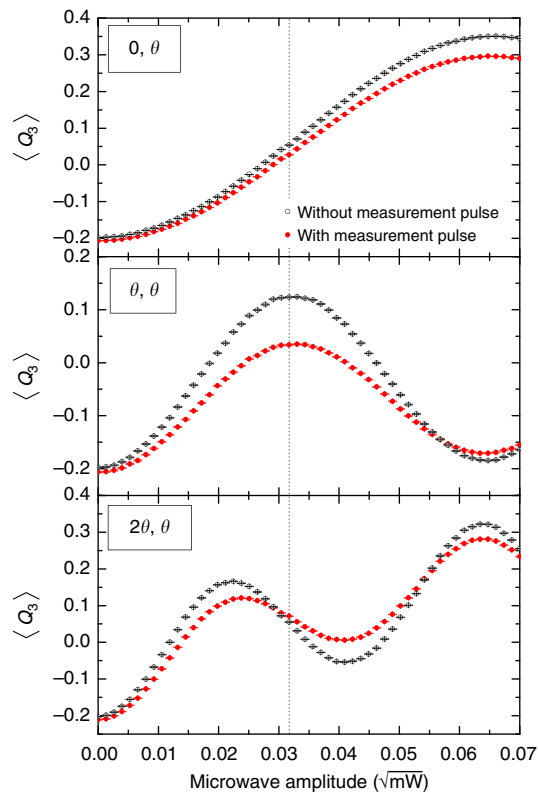 0.4
0, θ
0.3
0.2
⟨Q₃⟩
0.1
0.0
−0.1
○ Without measurement pulse
● With measurement pulse
−0.2
0.2
θ, θ
0.1
⟨Q₃⟩
0.0
−0.1
−0.2
0.4
2θ, θ
0.3
0.2
⟨Q₃⟩
0.1
0.0
−0.1
−0.2
0.00 0.01 0.02 0.03 0.04 0.05 0.06 0.07
Microwave amplitude (√mW)